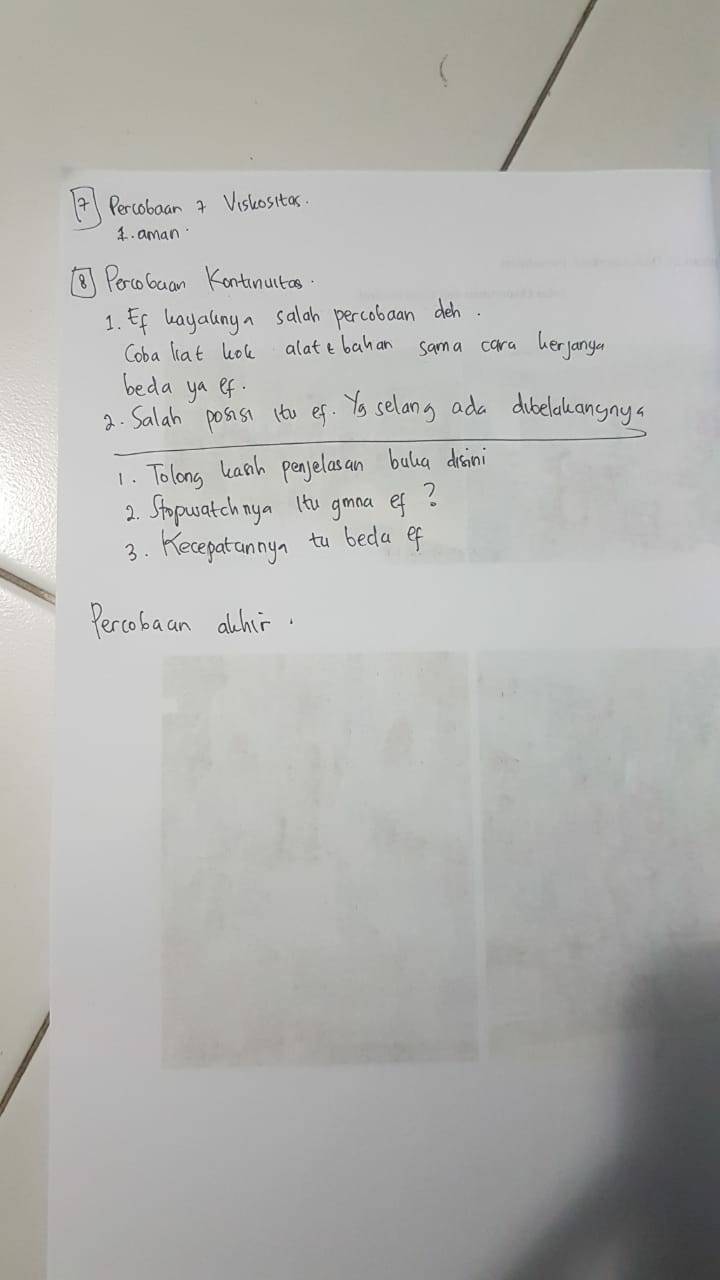 7 Percobaan 7 Viskositas.
1. aman.
8 Percobaan Kontinuitas.
1. Ef kayaknya salah percobaan deh.
Coba liat kok alat & bahan sama cara kerjanya
beda ya ef.
2. Salah posisi itu ef. Yg selang ada dibelakangnya
1. Tolong kasih penjelasan buka disini
2. Stopwatchnya itu gmna ef?
3. Kecepatannya tu beda ef
Percobaan akhir.